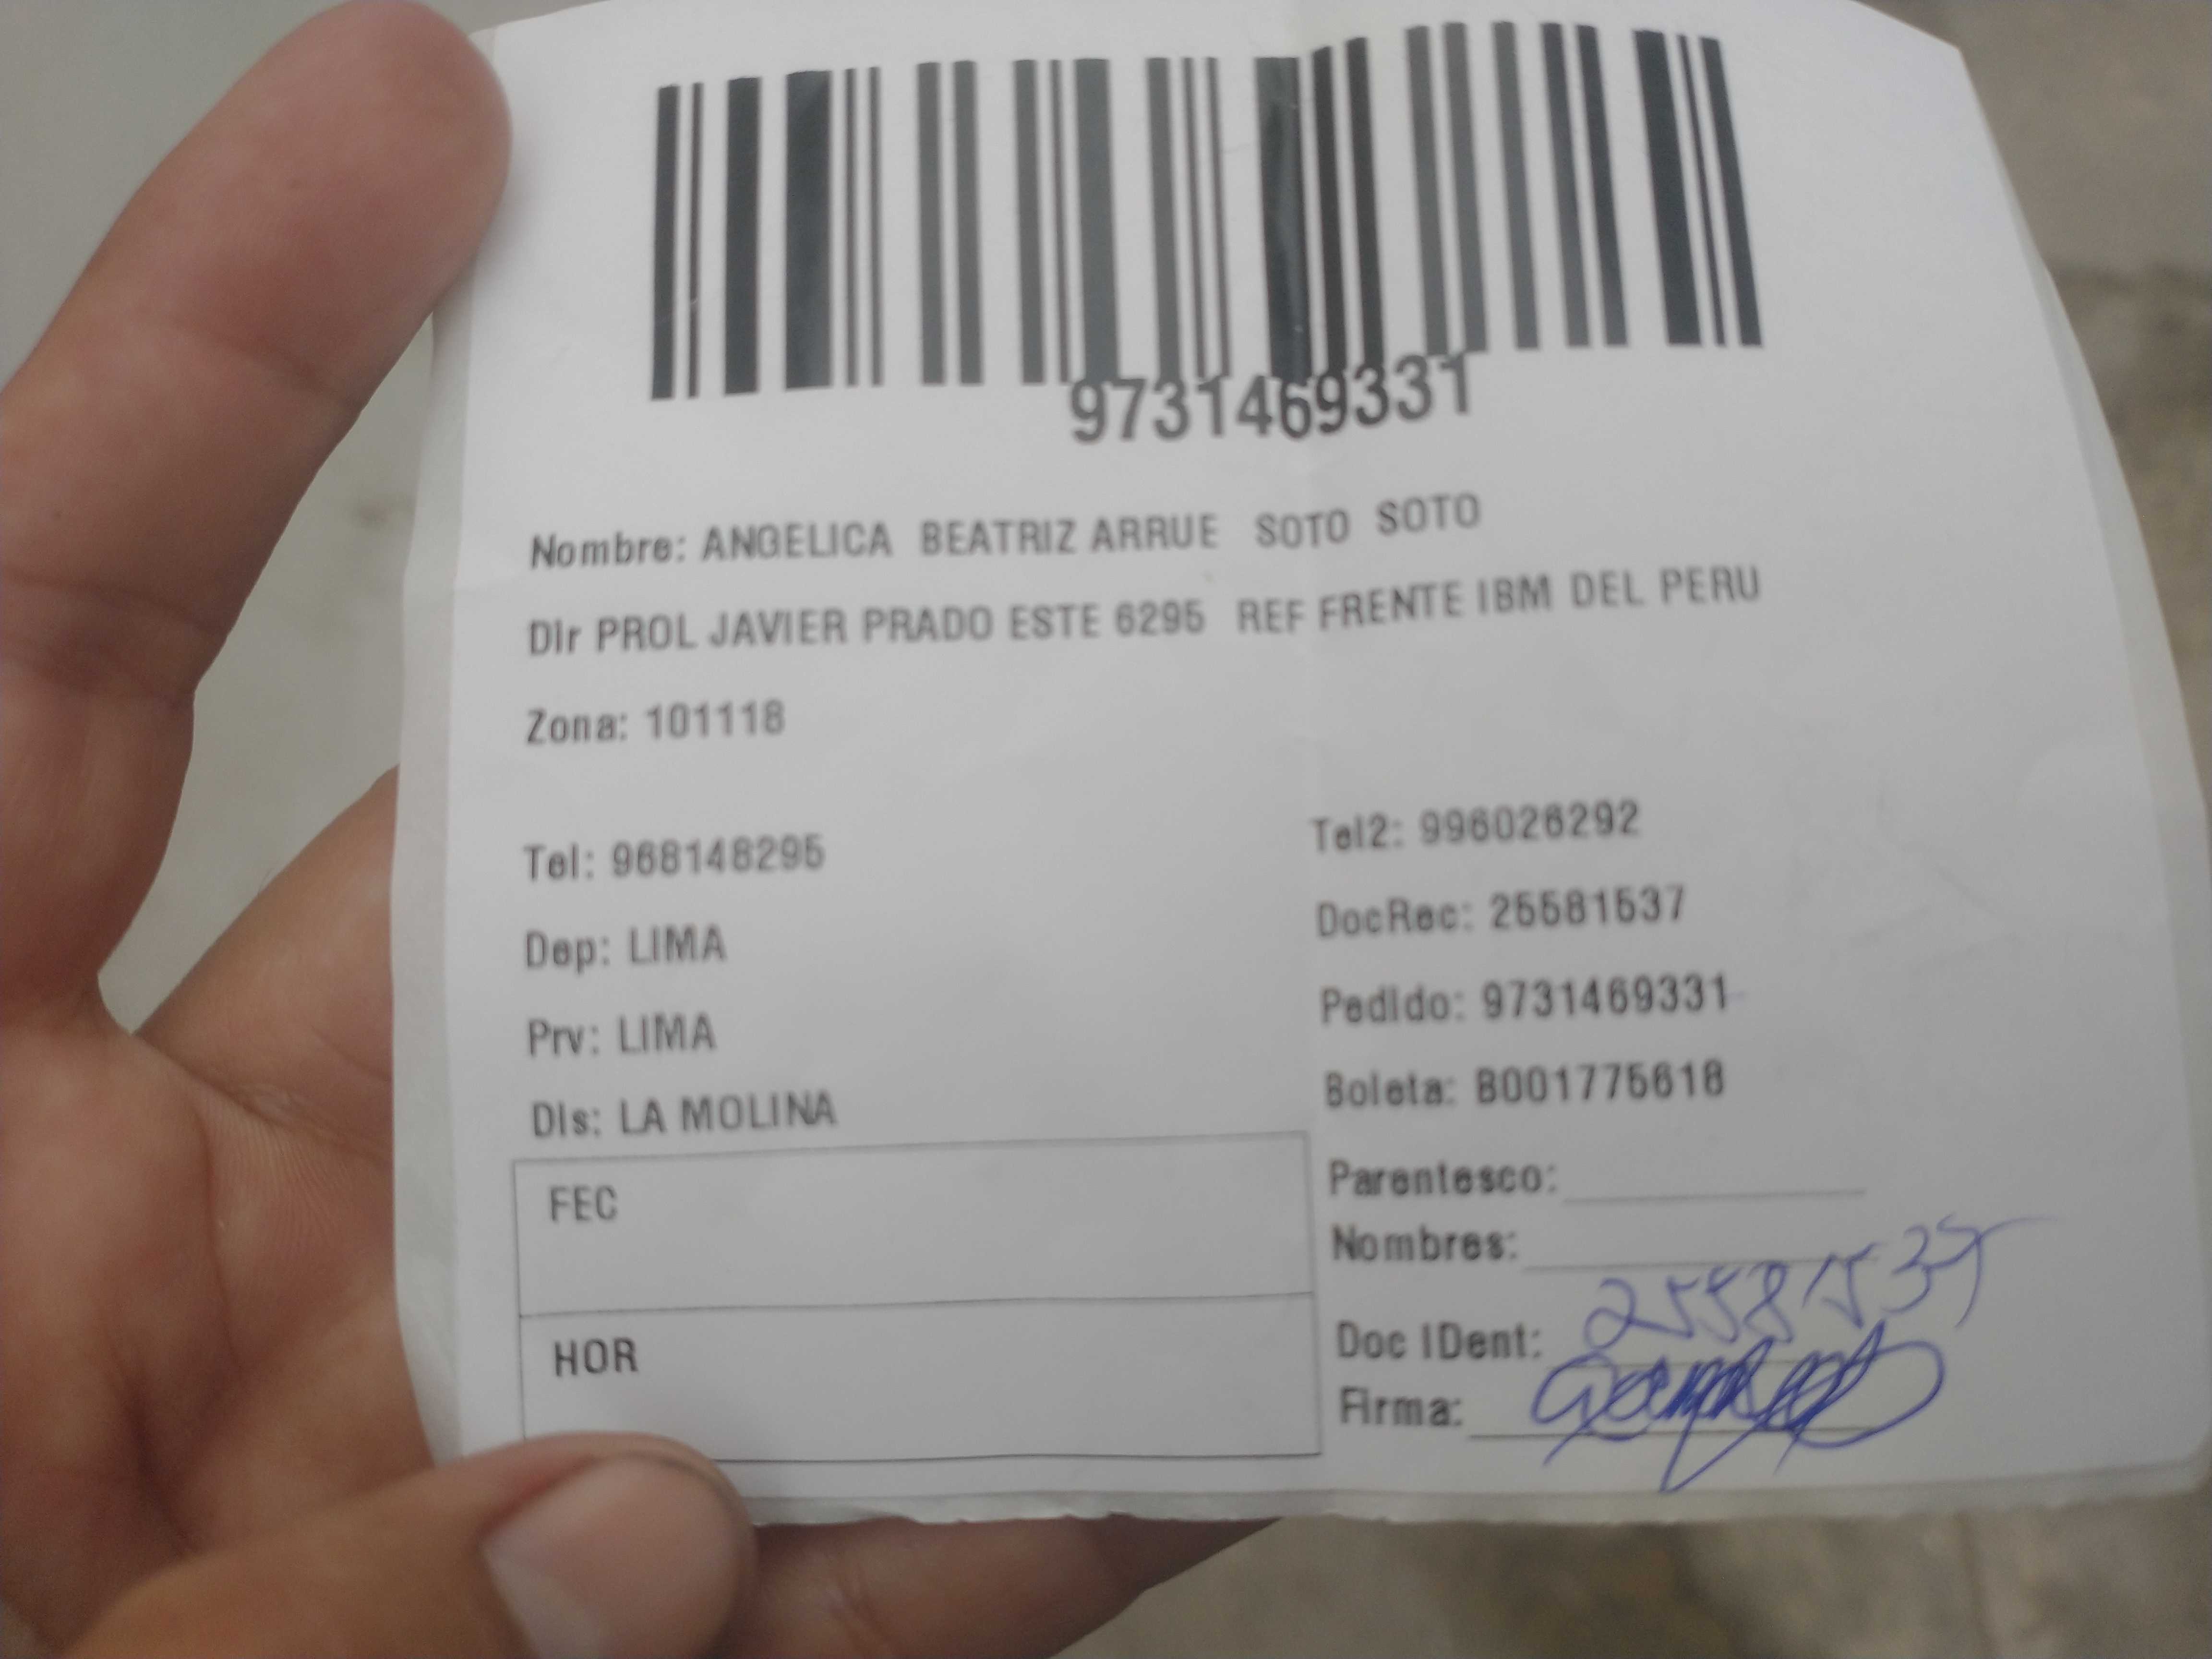 9731469331
Nombre: ANGELICA BEATRIZ ARRUE SOTO SOTO
DIr PROL JAVIER PRADO ESTE 6295 REF FRENTE IBM DEL PERU
Zona: 101118
Tel: 968148295
Tel2: 996026292
Dep: LIMA
DocRec: 25581537
Prv: LIMA
Pedido: 9731469331
Dis: LA MOLINA
Boleta: B001775618
FEC
Parentesco:
Nombres:
HOR
Doc IDent: 25581537
Firma: